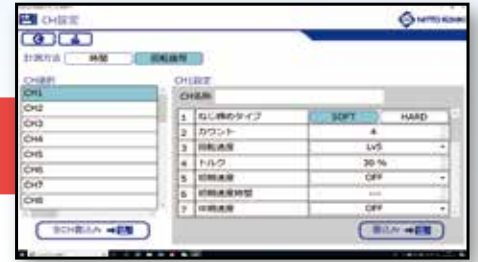 CH設定
NITTO KOHKI
計測方法 時間 回転角度
CH選択
CH1設定
CH1
CH2
CH3
CH4
CH5
CH6
CH7
CH8
CH名称
1 ねじ締めタイプ SOFT HARD
2 カウント 4
3 回転速度 LV5
4 トルク 30 %
5 初期速度 OFF
6 初期速度時間 ---
7 中間速度 OFF
8CH書込み
書込み